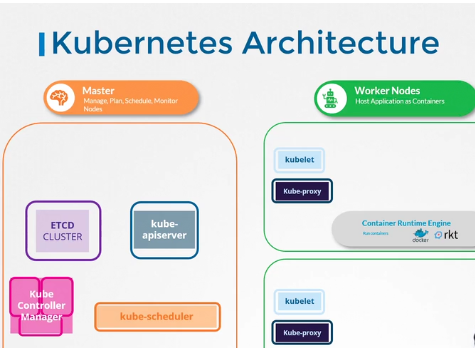 Kubernetes Architecture
Master
Manage, Plan, Schedule, Monitor
Nodes
Worker Nodes
Host Application as Containers
ETCD
CLUSTER
kube-
apiserver
Kube
Controller
Manager
kube-scheduler
kubelet
Kube-proxy
Container Runtime Engine
docker
rkt
kubelet
Kube-proxy